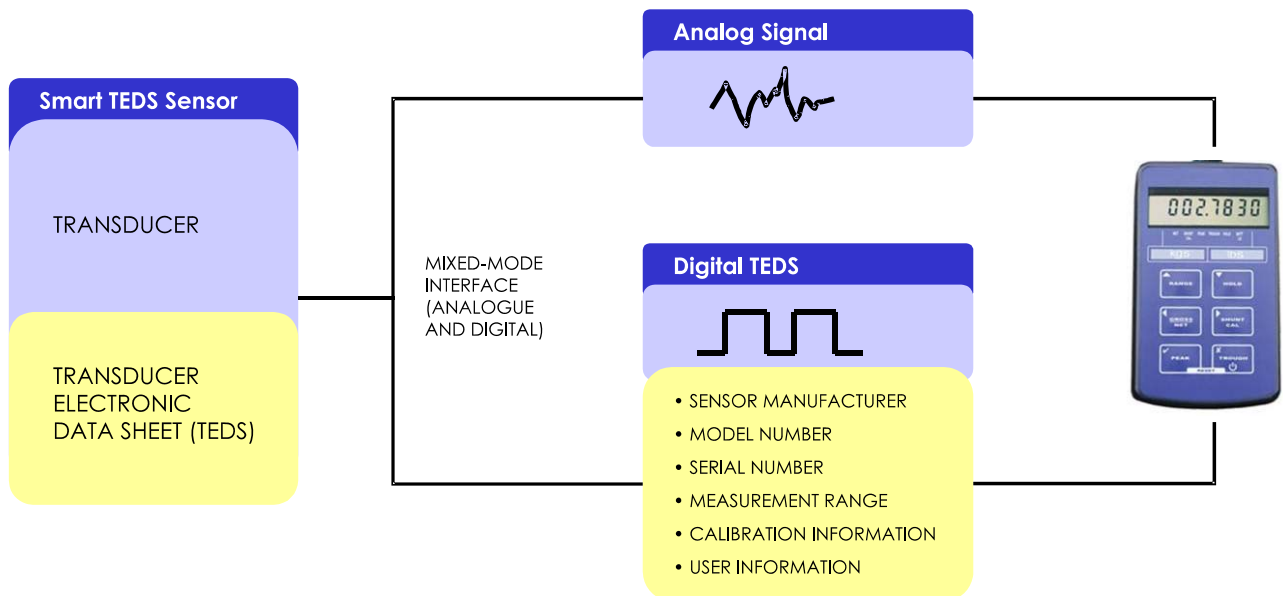 Analog Signal
Smart TEDS Sensor
TRANSDUCER
TRANSDUCER
ELECTRONIC
DATA SHEET (TEDS)
MIXED-MODE
INTERFACE
(ANALOGUE
AND DIGITAL)
Digital TEDS
• SENSOR MANUFACTURER
• MODEL NUMBER
• SERIAL NUMBER
• MEASUREMENT RANGE
• CALIBRATION INFORMATION
• USER INFORMATION
002.7830
kgs lbs
RANGE HOLD
GROSS SHUNT
NET CAL
PEAK TROUGH
RESET